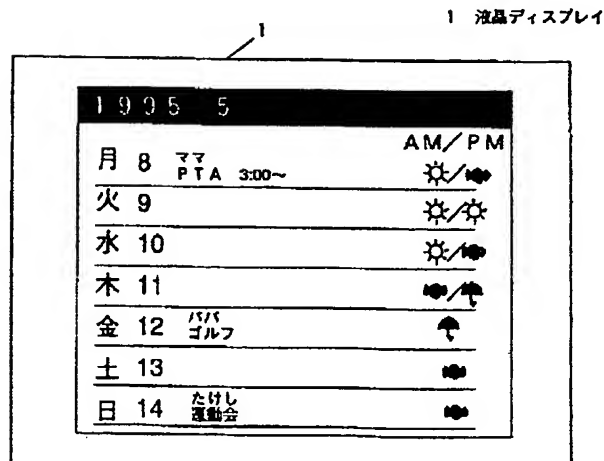 1 液晶ディスプレイ
1
1995 5
AM/PM
月 8 ママ PTA 3:00~
火 9
水 10
木 11
金 12 パパ ゴルフ
土 13
日 14 たけし 運動会